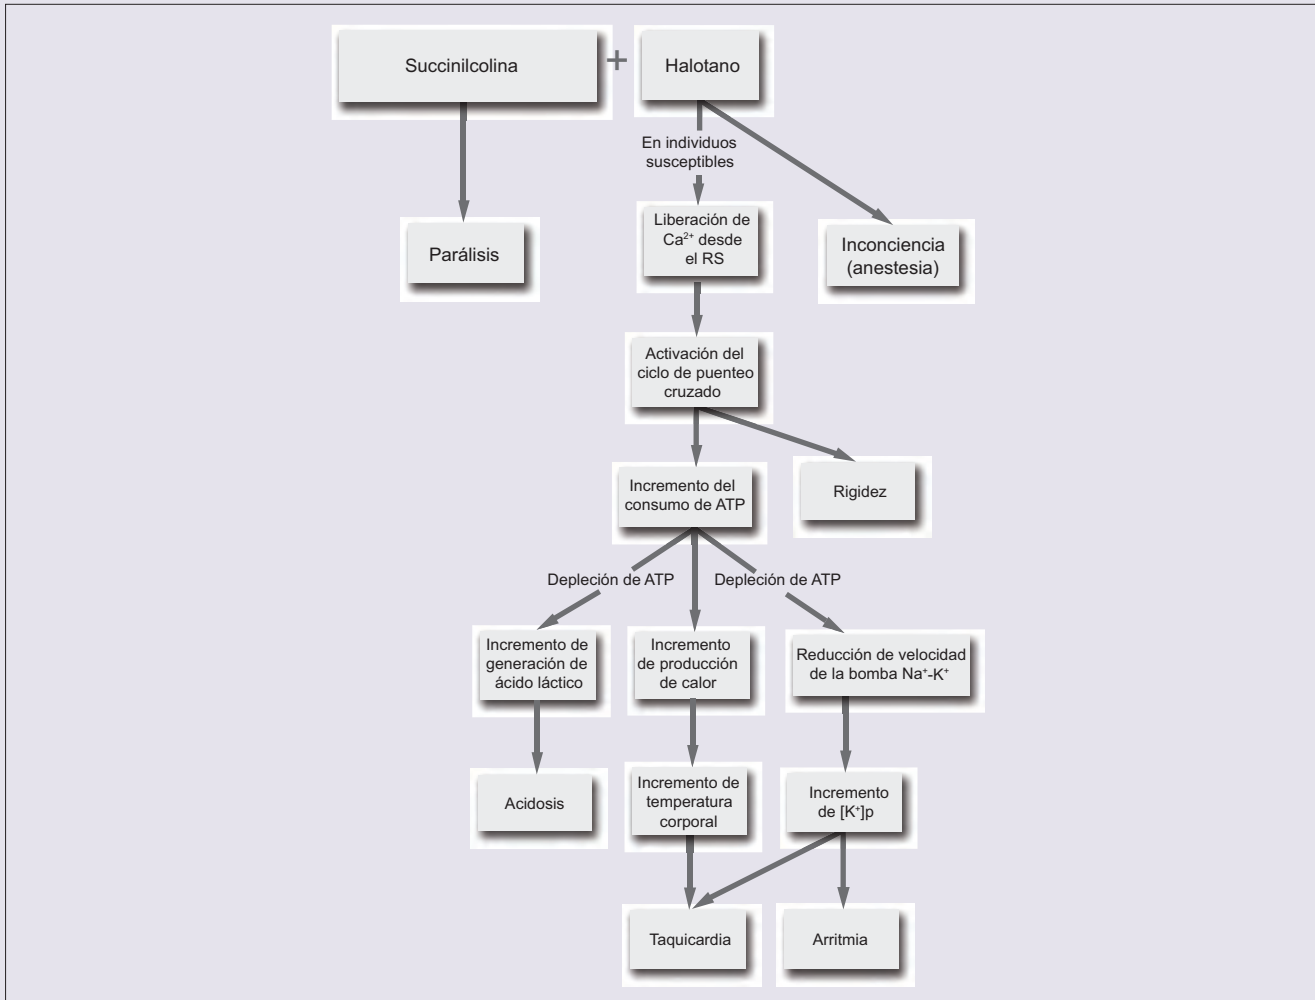 Succinilcolina
+
Halotano
En individuos
susceptibles
Parálisis
Liberación de
Ca²⁺ desde
el RS
Inconciencia
(anestesia)
Activación del
ciclo de puenteo
cruzado
Incremento del
consumo de ATP
Rigidez
Depleción de ATP
Depleción de ATP
Incremento de
generación de
ácido láctico
Incremento
de producción
de calor
Reducción de velocidad
de la bomba Na⁺-K⁺
Acidosis
Incremento de
temperatura
corporal
Incremento
de [K⁺]p
Taquicardia
Arritmia